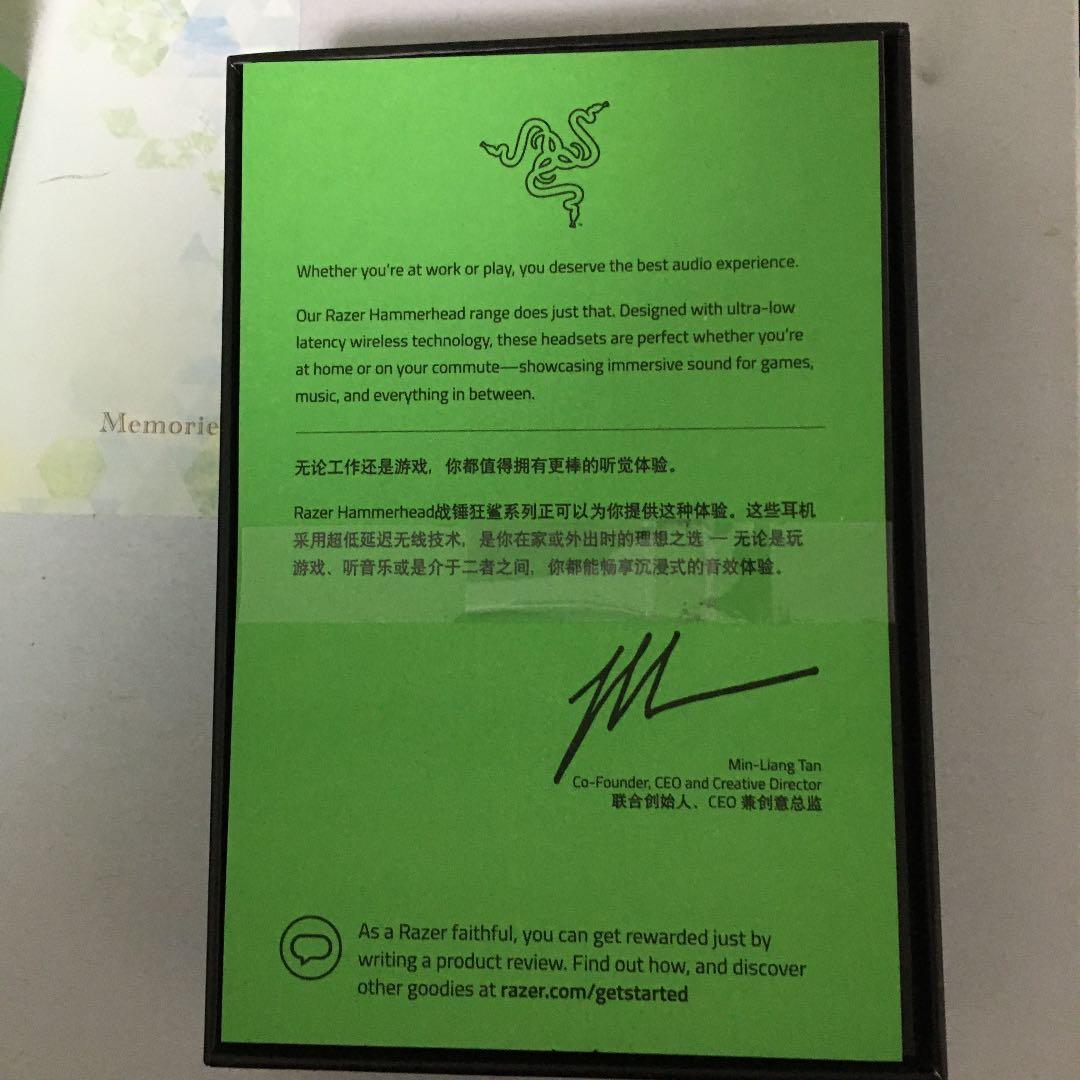 Memorie
Whether you're at work or play, you deserve the best audio experience.
Our Razer Hammerhead range does just that. Designed with ultra-low
latency wireless technology, these headsets are perfect whether you're
at home or on your commute—showcasing immersive sound for games,
music, and everything in between.
无论工作还是游戏，你都值得拥有更棒的听觉体验。
Razer Hammerhead战锤狂鲨系列正可以为你提供这种体验。这些耳机
采用超低延迟无线技术，是你在家或外出时的理想之选 — 无论是玩
游戏、听音乐或是介于二者之间，你都能畅享沉浸式的音效体验。
Min-Liang Tan
Co-Founder, CEO and Creative Director
联合创始人、CEO 兼创意总监
As a Razer faithful, you can get rewarded just by
writing a product review. Find out how, and discover
other goodies at razer.com/getstarted